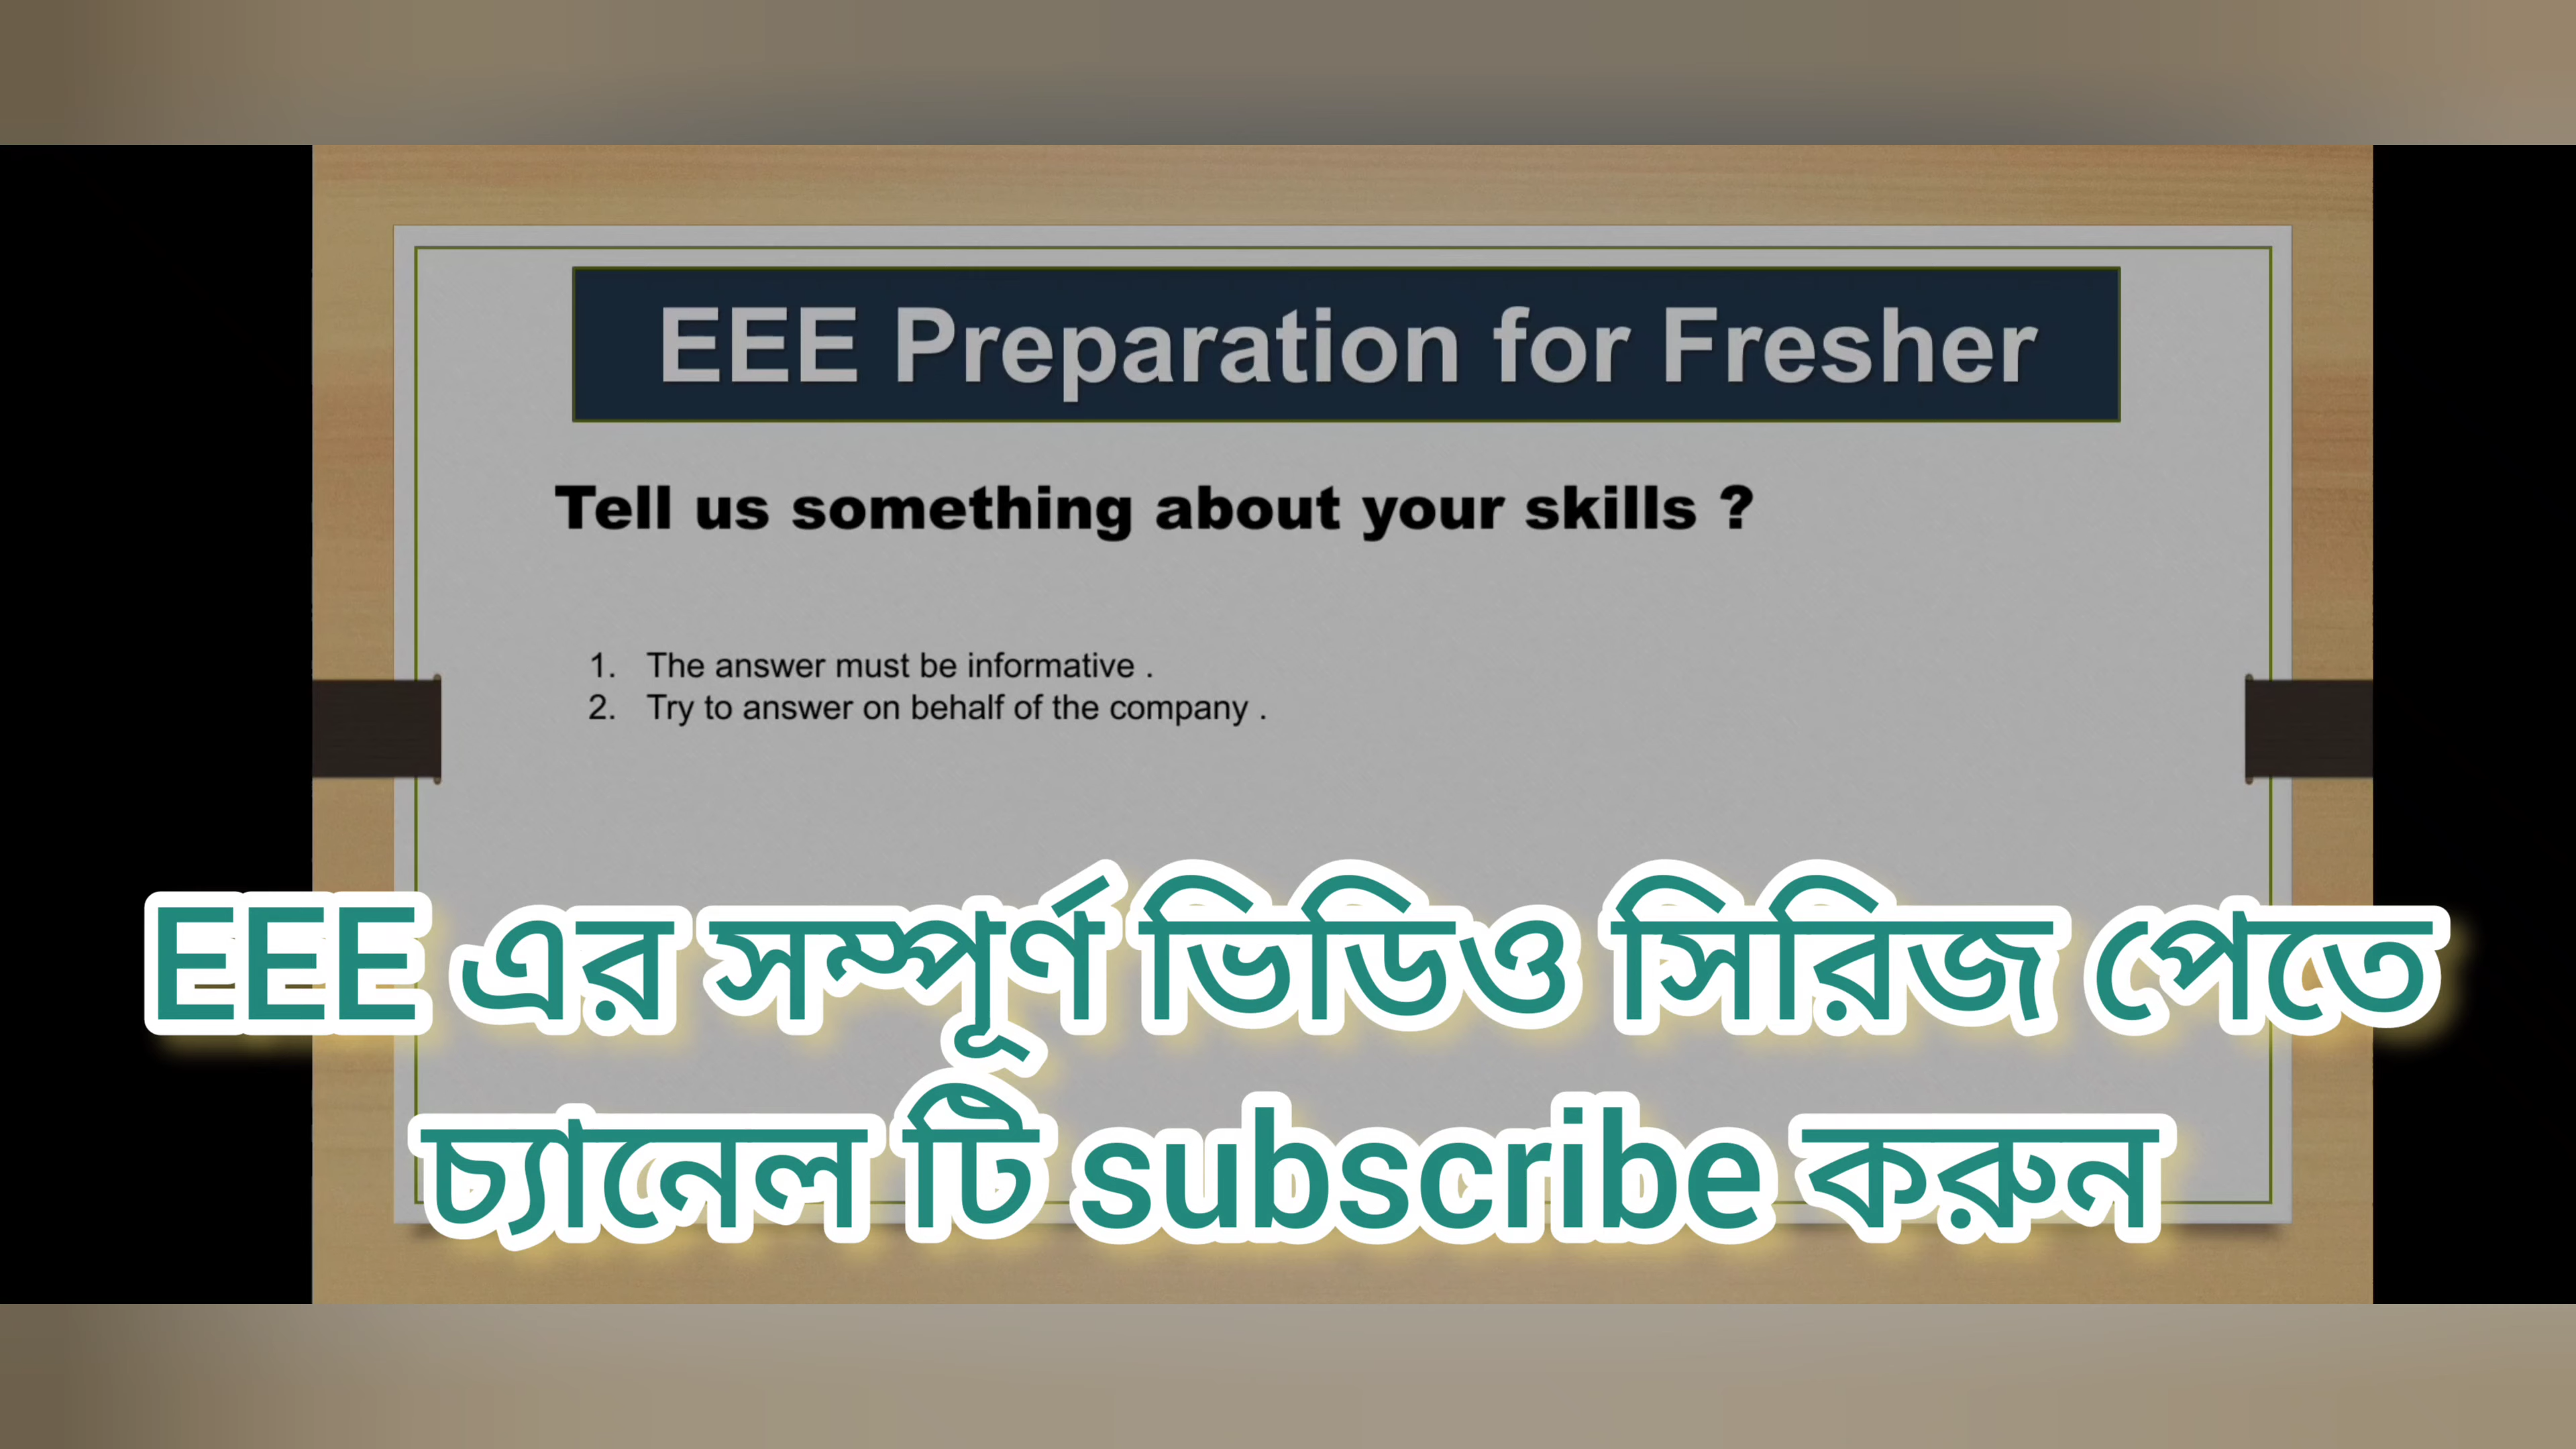 EEE Preparation for Fresher
Tell us something about your skills ?
1. The answer must be informative .
2. Try to answer on behalf of the company .
EEE এর সম্পূর্ণ ভিডিও সিরিজ পেতে
চ্যানেল টি subscribe করুন